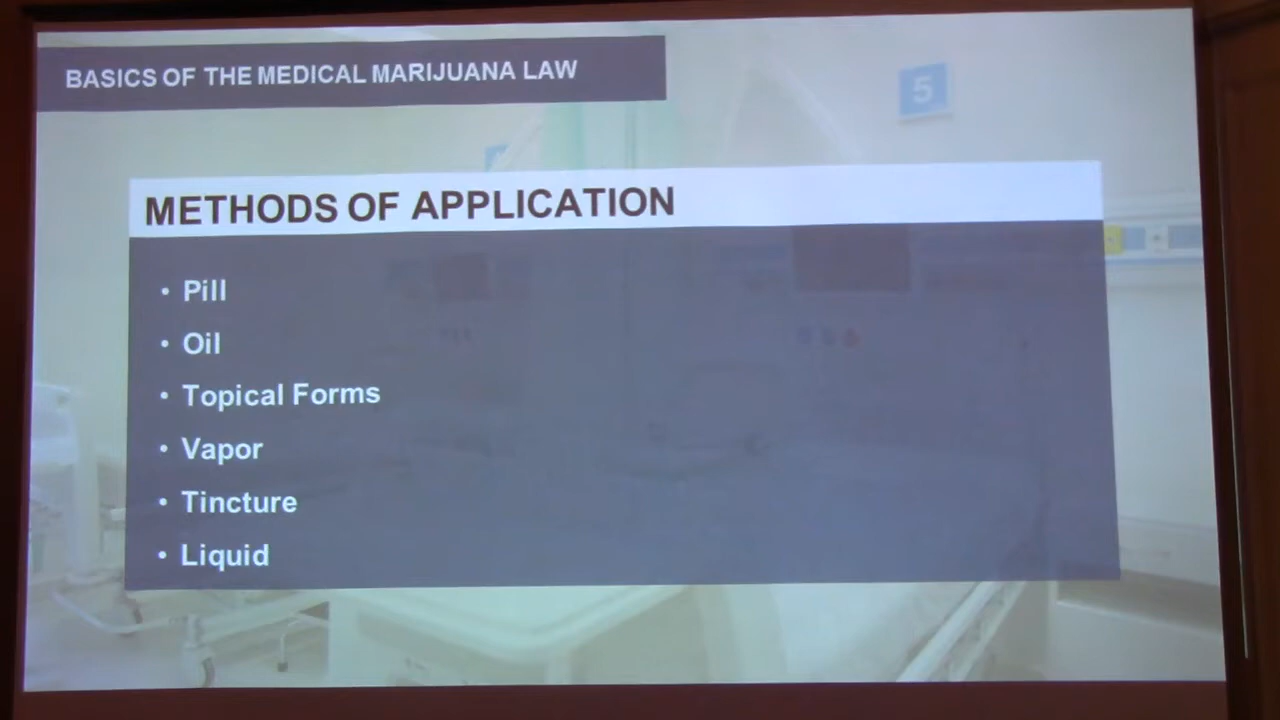 BASICS OF THE MEDICAL MARIJUANA LAW
5
METHODS OF APPLICATION
• Pill
• Oil
• Topical Forms
• Vapor
• Tincture
• Liquid